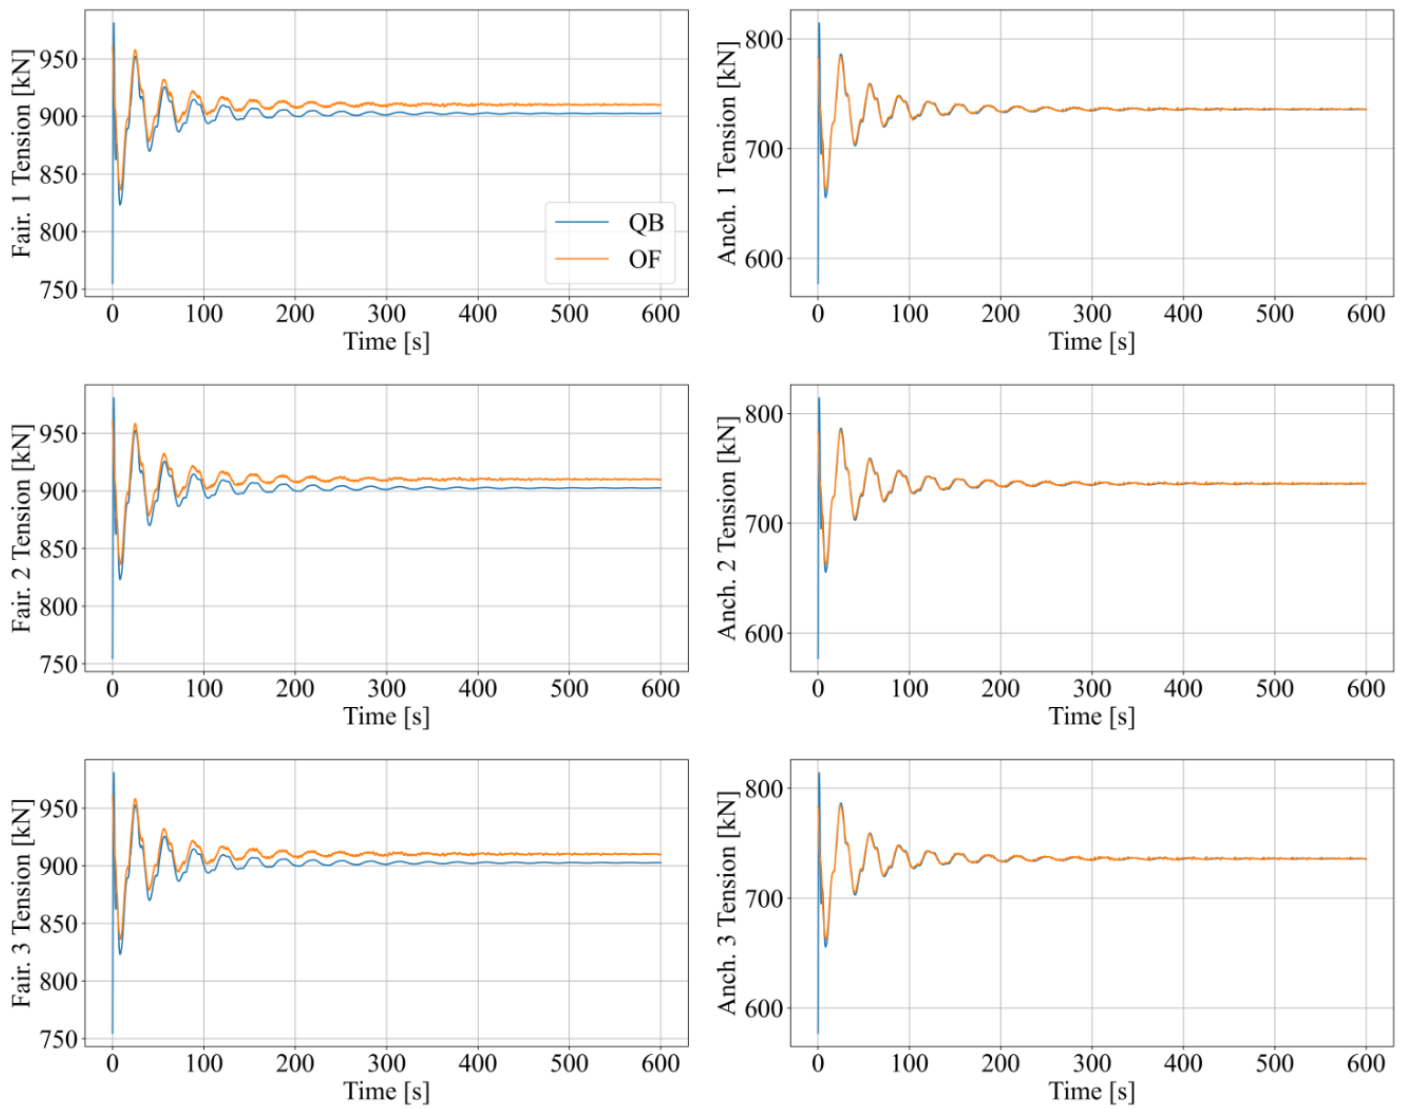 Fair. 1 Tension [kN]
950
900
850
800
750
0 100 200 300 400 500 600
Time [s]
QB
OF
Anch. 1 Tension [kN]
800
700
600
0 100 200 300 400 500 600
Time [s]
Fair. 2 Tension [kN]
950
900
850
800
750
0 100 200 300 400 500 600
Time [s]
Anch. 2 Tension [kN]
800
700
600
0 100 200 300 400 500 600
Time [s]
Fair. 3 Tension [kN]
950
900
850
800
750
0 100 200 300 400 500 600
Time [s]
Anch. 3 Tension [kN]
800
700
600
0 100 200 300 400 500 600
Time [s]